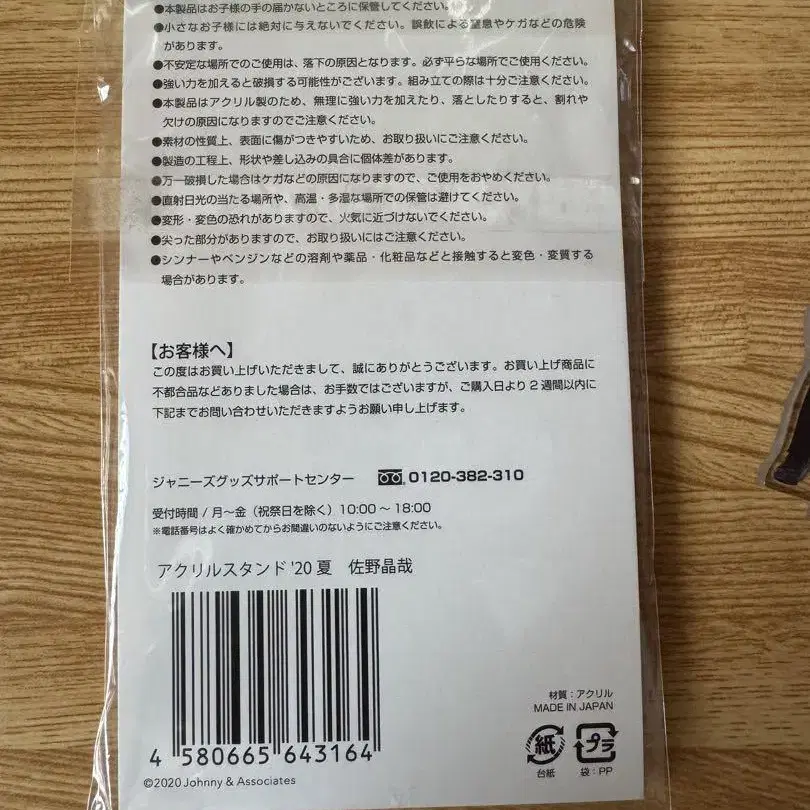 ●本製品はお子様の手の届かないところに保管してください。
●小さなお子様には絶対に与えないでください。誤飲による窒息やケガなどの危険
があります。
●不安定な場所でのご使用は、落下の原因となります。必ず平らな場所でご使用ください。
●強い力を加えると破損する可能性がございます。組み立ての際は十分ご注意ください。
●本製品はアクリル製のため、無理に強い力を加えたり、落としたりすると、割れや
欠けの原因になりますのでご注意ください。
●素材の性質上、表面に傷がつきやすいため、お取り扱いにご注意ください。
●製造の工程上、形状や差し込みの具合に個体差があります。
●万一破損した場合はケガなどの原因になりますので、ご使用をおやめください。
●直射日光の当たる場所や、高温・多湿な場所での保管は避けてください。
●変形・変色の恐れがありますので、火気に近づけないでください。
●尖った部分がありますので、お取り扱いにはご注意ください。
●シンナーやベンジンなどの溶剤や薬品・化粧品などと接触すると変色・変質する
場合があります。
【お客様へ】
この度はお買い上げいただきまして、誠にありがとうございます。お買い上げ商品に
不都合品などありました場合は、お手数ではございますが、ご購入日より2週間以内に
下記までお問い合わせいただきますようお願い申し上げます。
ジャニーズグッズサポートセンター 0120-382-310
受付時間 / 月～金（祝祭日を除く）10:00～18:00
※電話番号はよく確かめてからお間違いのないようにご注意ください。
アクリルスタンド '20 夏 佐野晶哉
4 580665 643164
©2020 Johnny & Associates
材質：アクリル
MADE IN JAPAN
紙 プラ
台紙 袋：PP